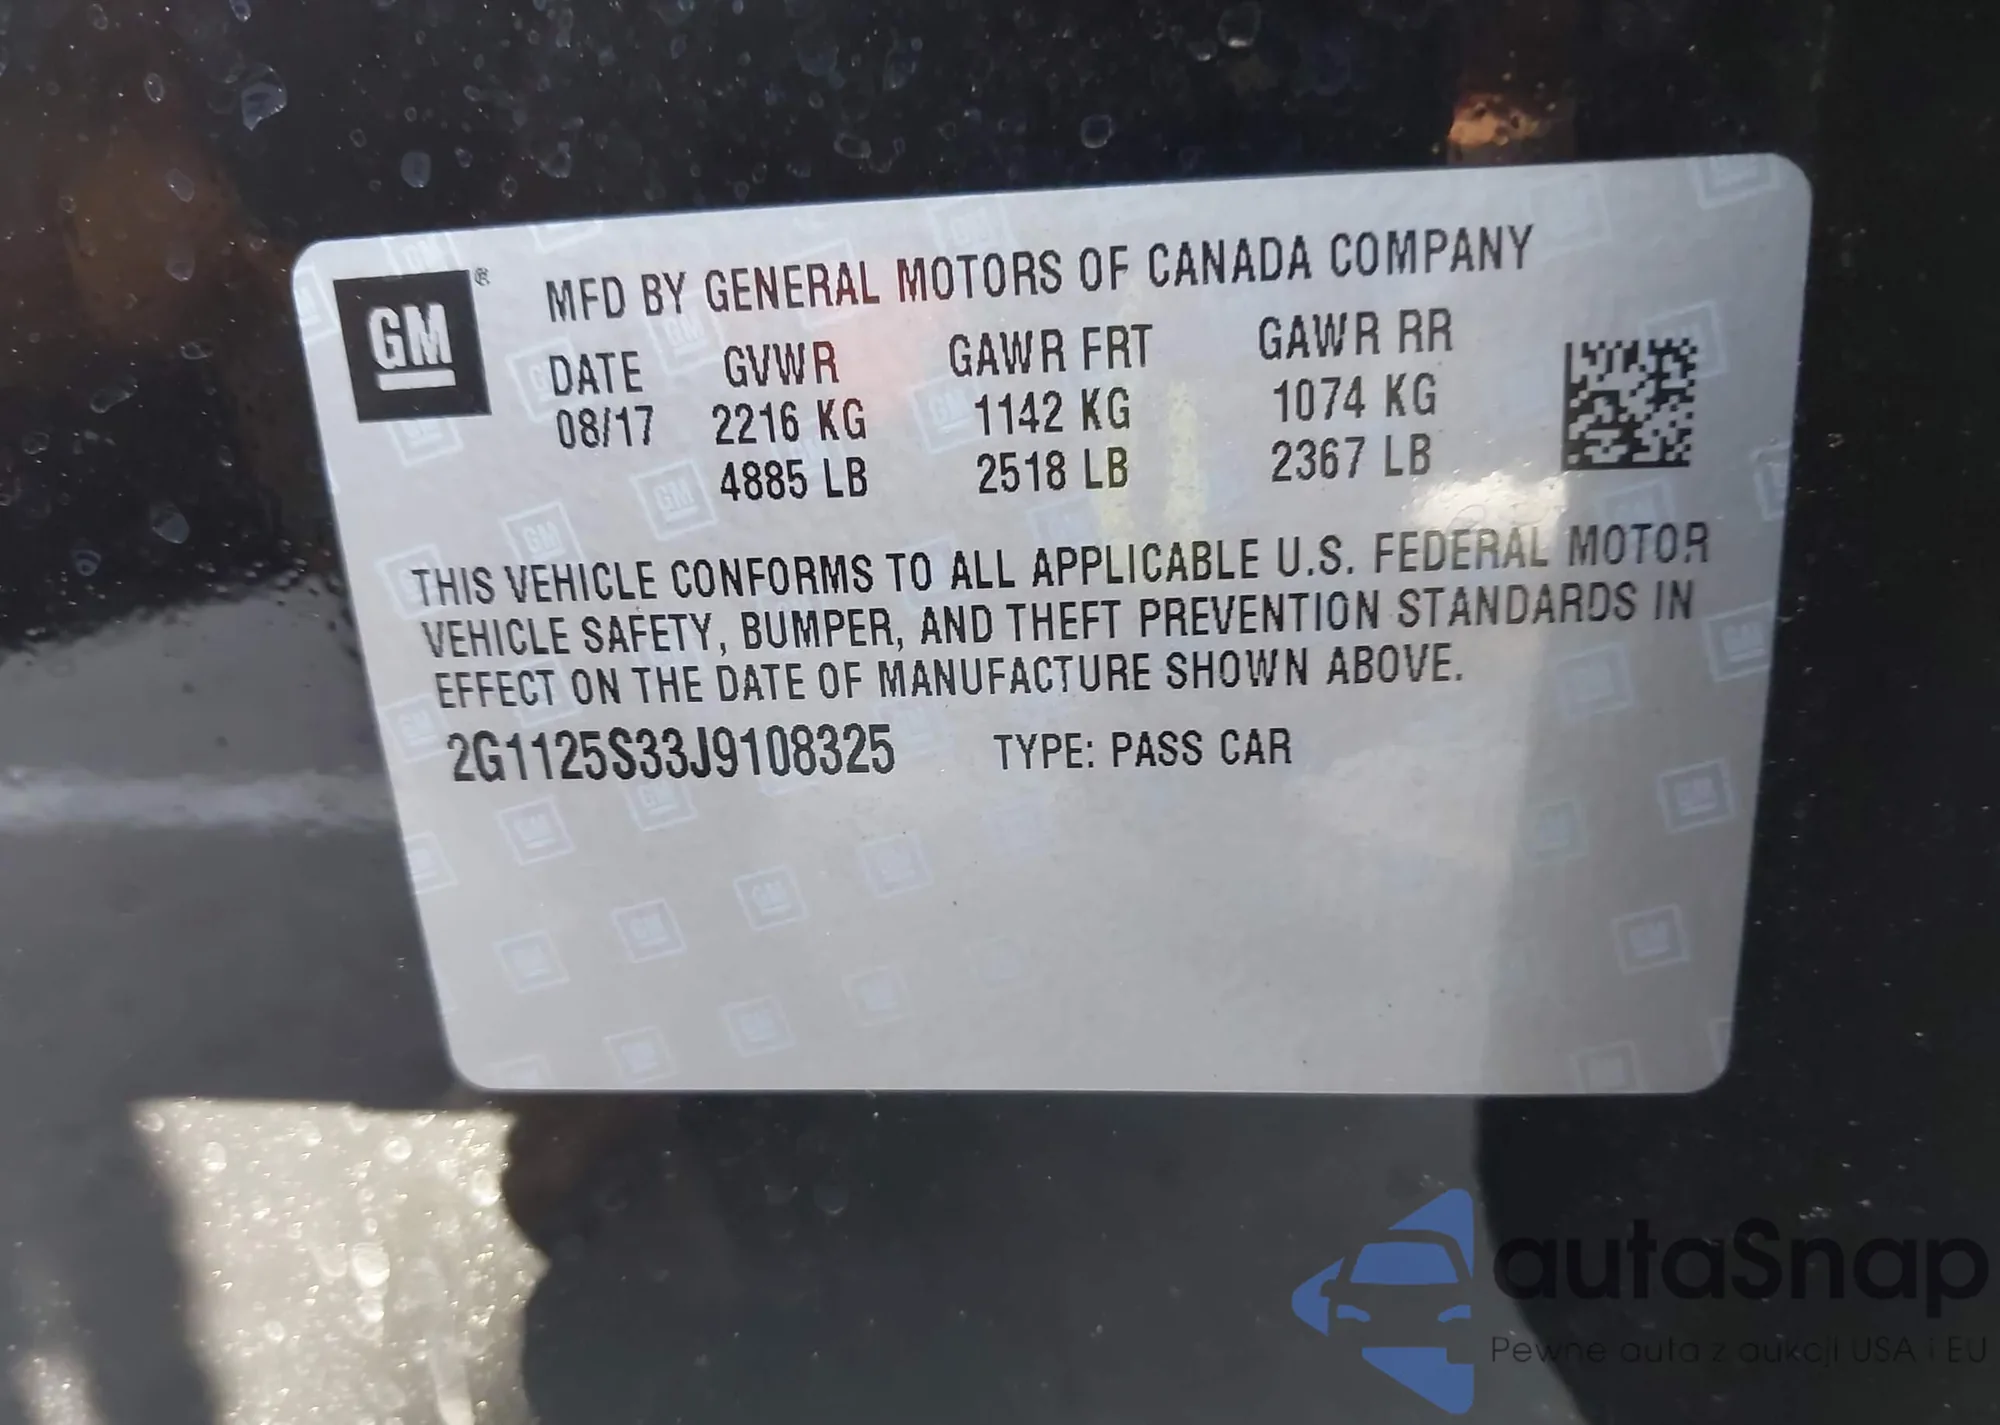 GM ®
MFD BY GENERAL MOTORS OF CANADA COMPANY
DATE GVWR GAWR FRT GAWR RR
08/17 2216 KG 1142 KG 1074 KG
4885 LB 2518 LB 2367 LB
THIS VEHICLE CONFORMS TO ALL APPLICABLE U.S. FEDERAL MOTOR
VEHICLE SAFETY, BUMPER, AND THEFT PREVENTION STANDARDS IN
EFFECT ON THE DATE OF MANUFACTURE SHOWN ABOVE.
2G1125S33J9108325 TYPE: PASS CAR
autaSnap
Pewne auta z aukcji USA i EU